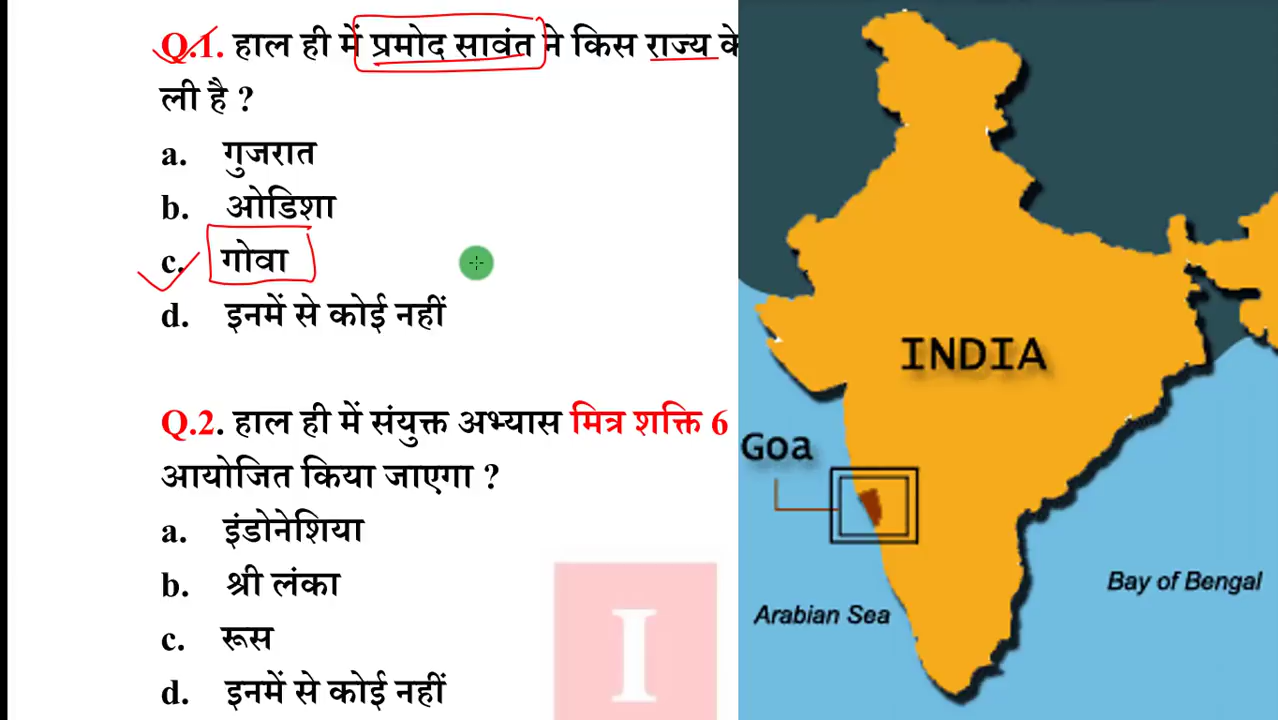 Q.1. हाल ही में प्रमोद सावंत ने किस राज्य के
ली है ?
a. गुजरात
b. ओडिशा
c. गोवा
d. इनमें से कोई नहीं
Q.2. हाल ही में संयुक्त अभ्यास मित्र शक्ति 6
आयोजित किया जाएगा ?
a. इंडोनेशिया
b. श्री लंका
c. रूस
d. इनमें से कोई नहीं
I
INDIA
Goa
Bay of Bengal
Arabian Sea